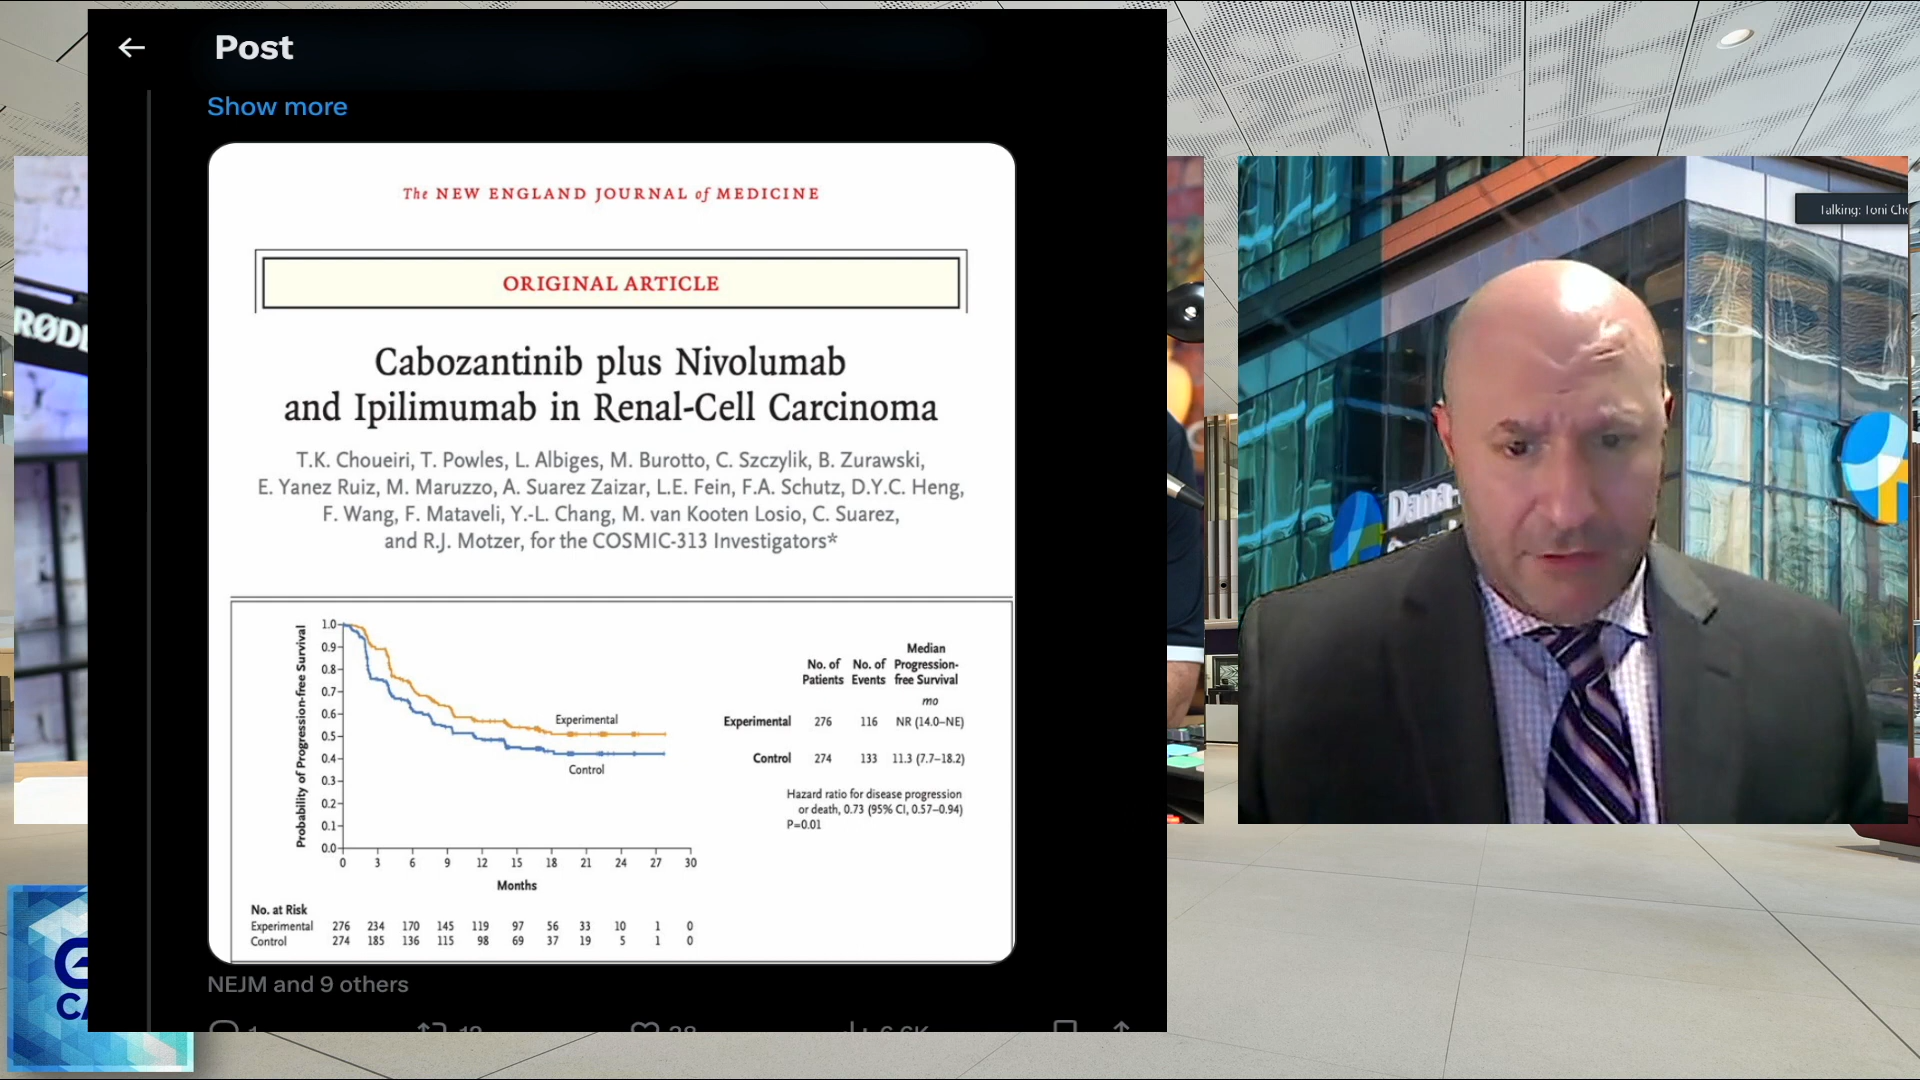 Post
Show more
The NEW ENGLAND JOURNAL of MEDICINE
ORIGINAL ARTICLE
Cabozantinib plus Nivolumab
and Ipilimumab in Renal-Cell Carcinoma
T.K. Choueiri, T. Powles, L. Albiges, M. Burotto, C. Szczylik, B. Zurawski,
E. Yanez Ruiz, M. Maruzzo, A. Suarez Zaizar, L.E. Fein, F.A. Schutz, D.Y.C. Heng,
F. Wang, F. Mataveli, Y.-L. Chang, M. van Kooten Losio, C. Suarez,
and R.J. Motzer, for the COSMIC-313 Investigators*
Probability of Progression-free Survival
1.0
0.9
0.8
0.7
0.6
0.5
0.4
0.3
0.2
0.1
0.0
0 3 6 9 12 15 18 21 24 27 30
Months
Experimental
Control
No. of Patients
No. of Events
Median Progression-free Survival
mo
Experimental 276 116 NR (14.0–NE)
Control 274 133 11.3 (7.7–18.2)
Hazard ratio for disease progression
or death, 0.73 (95% CI, 0.57–0.94)
P=0.01
No. at Risk
Experimental 276 234 170 145 119 97 56 33 10 1 0
Control 274 185 136 115 98 69 37 19 5 1 0
NEJM and 9 others
Talking: Toni
Dana-